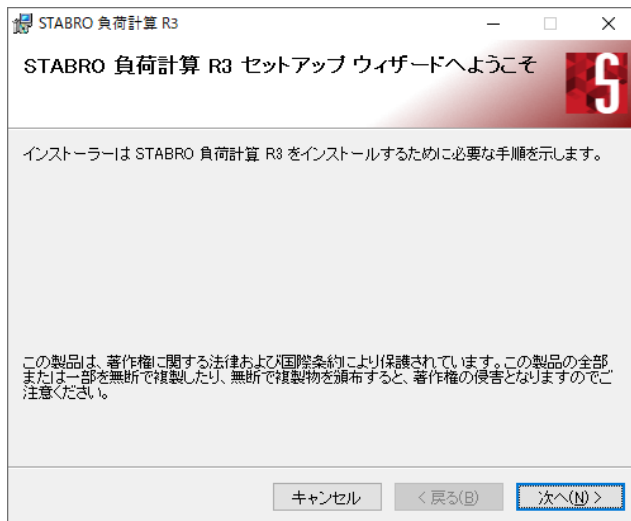 STABRO 負荷計算 R3
STABRO 負荷計算 R3 セットアップ ウィザードへようこそ
インストーラーは STABRO 負荷計算 R3 をインストールするために必要な手順を示します。
この製品は、著作権に関する法律および国際条約により保護されています。この製品の全部
または一部を無断で複製したり、無断で複製物を頒布すると、著作権の侵害となりますのでご
注意ください。
キャンセル < 戻る(B) 次へ(N) >